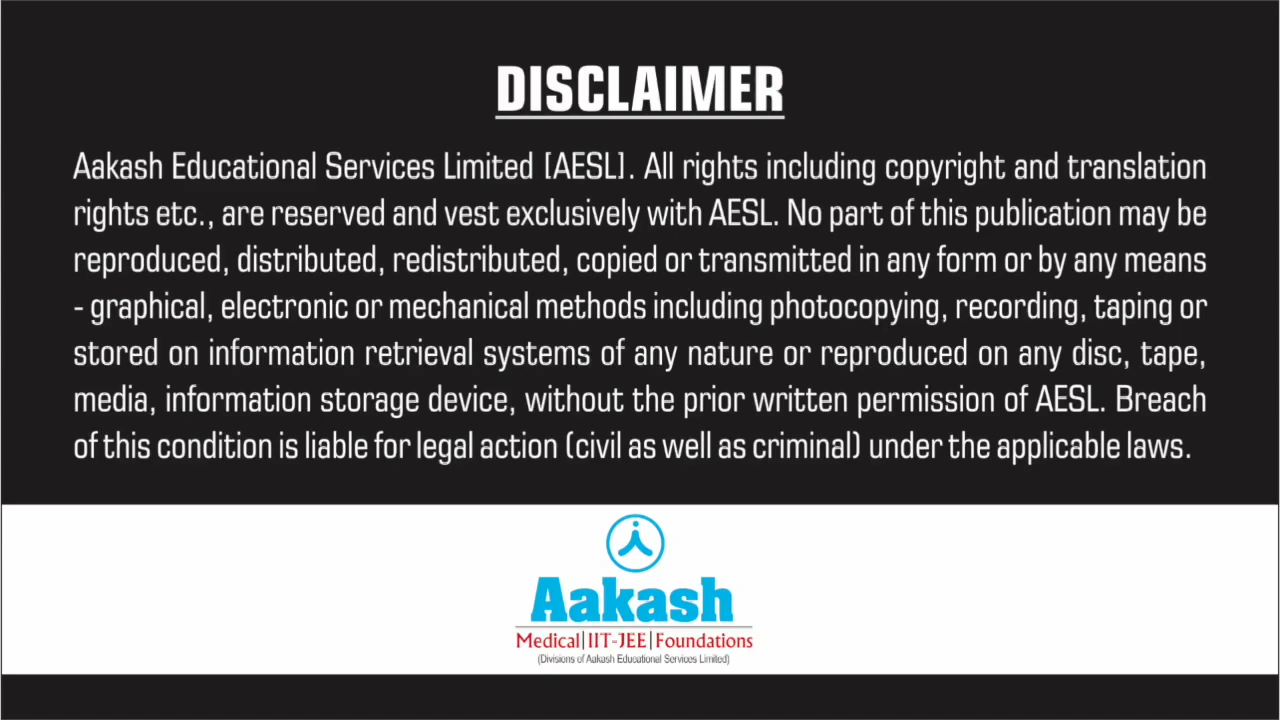 DISCLAIMER
Aakash Educational Services Limited [AESL]. All rights including copyright and translation
rights etc., are reserved and vest exclusively with AESL. No part of this publication may be
reproduced, distributed, redistributed, copied or transmitted in any form or by any means
- graphical, electronic or mechanical methods including photocopying, recording, taping or
stored on information retrieval systems of any nature or reproduced on any disc, tape,
media, information storage device, without the prior written permission of AESL. Breach
of this condition is liable for legal action (civil as well as criminal) under the applicable laws.
Aakash
Medical|IIT-JEE|Foundations
(Divisions of Aakash Educational Services Limited)